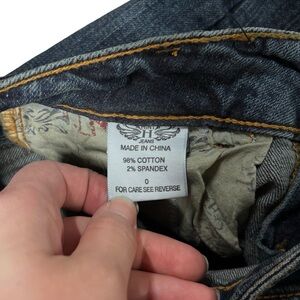 H
JEANS
MADE IN CHINA
98% COTTON
2% SPANDEX
0
FOR CARE SEE REVERSE